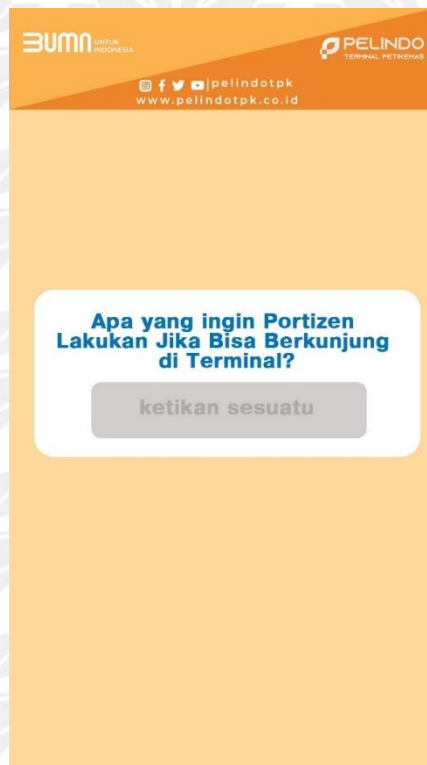 BUMN UNTUK
INDONESIA
PELINDO
TERMINAL PETIKEMAS
|pelindotpk
www.pelindotpk.co.id
Apa yang ingin Portizen
Lakukan Jika Bisa Berkunjung
di Terminal?
ketikan sesuatu